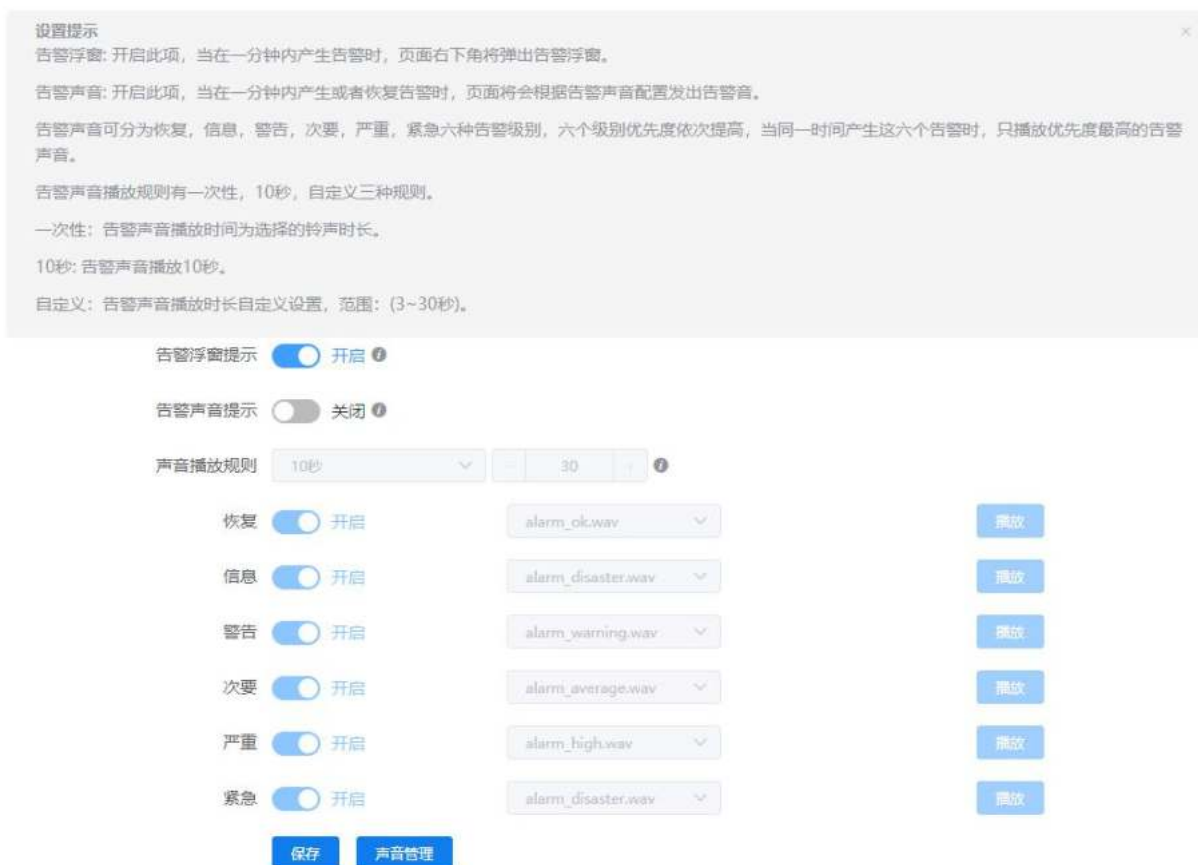 设置提示
告警浮窗: 开启此项，当在一分钟内产生告警时，页面右下角将弹出告警浮窗。
告警声音: 开启此项，当在一分钟内产生或者恢复告警时，页面将会根据告警声音配置发出告警音。
告警声音可分为恢复，信息，警告，次要，严重，紧急六种告警级别，六个级别优先度依次提高，当同一时间产生这六个告警时，只播放优先度最高的告警
声音。
告警声音播放规则有一次性，10秒，自定义三种规则。
一次性：告警声音播放时间为选择的铃声时长。
10秒: 告警声音播放10秒。
自定义：告警声音播放时长自定义设置，范围：(3~30秒)。
告警浮窗提示 开启
告警声音提示 关闭
声音播放规则 10秒 - 30 +
恢复 开启 alarm_ok.wav 播放
信息 开启 alarm_disaster.wav 播放
警告 开启 alarm_warning.wav 播放
次要 开启 alarm_average.wav 播放
严重 开启 alarm_high.wav 播放
紧急 开启 alarm_disaster.wav 播放
保存 声音管理